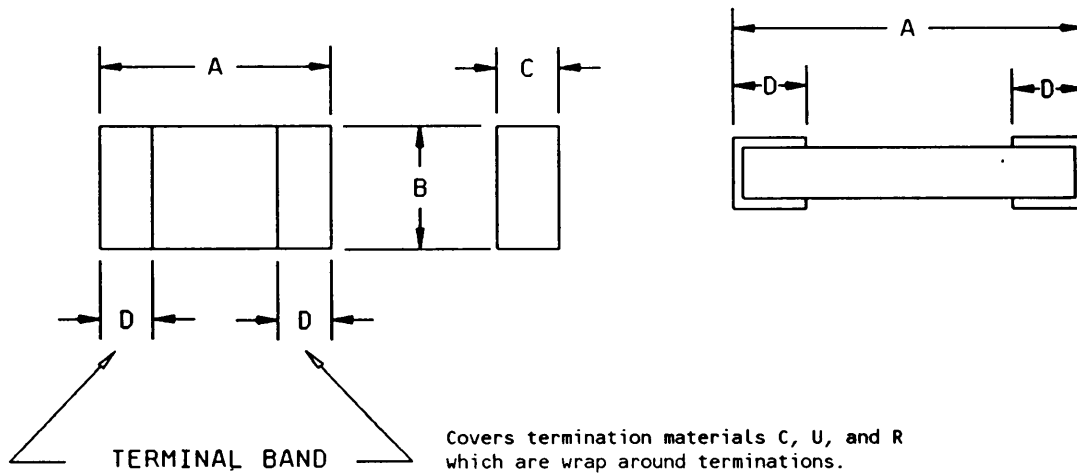 A
A
C
D
D
B
D
D
TERMINAL BAND
Covers termination materials C, U, and R
which are wrap around terminations.